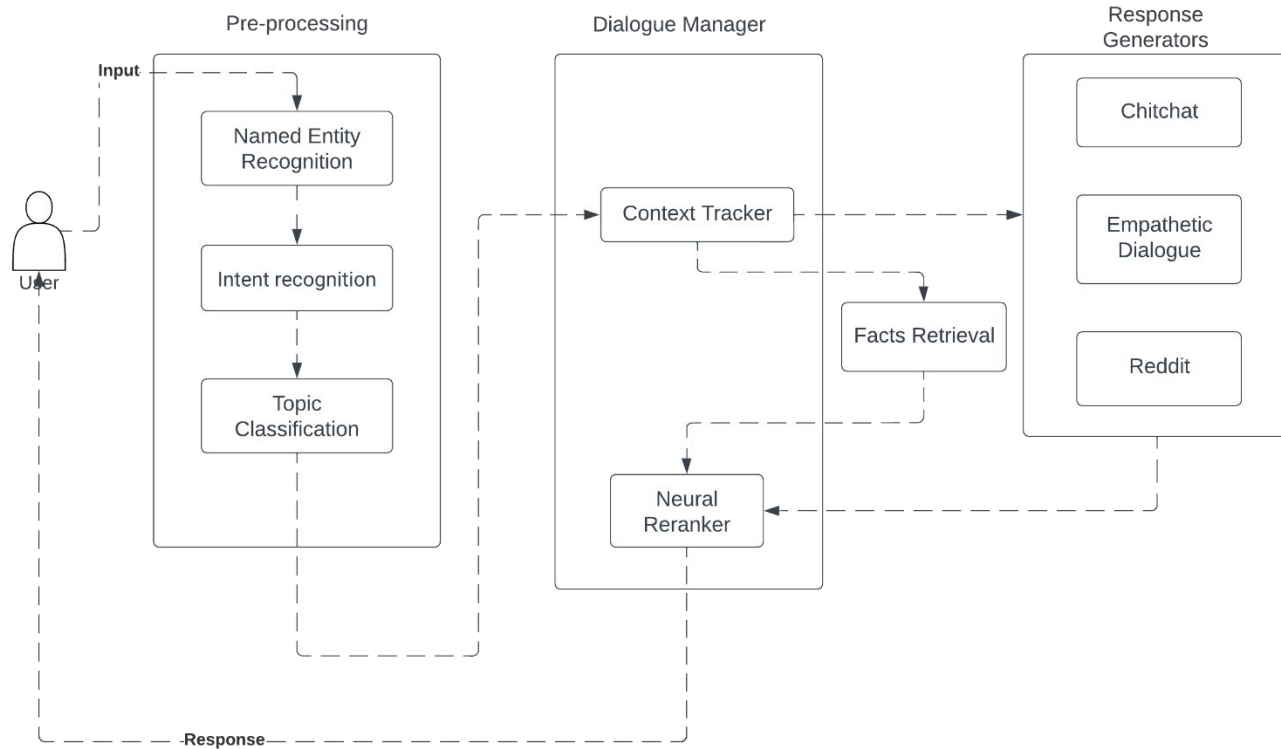 Pre-processing
Dialogue Manager
Response
Generators
Input
Named Entity
Recognition
Intent recognition
Topic
Classification
User
Context Tracker
Facts Retrieval
Neural
Reranker
Chitchat
Empathetic
Dialogue
Reddit
Response